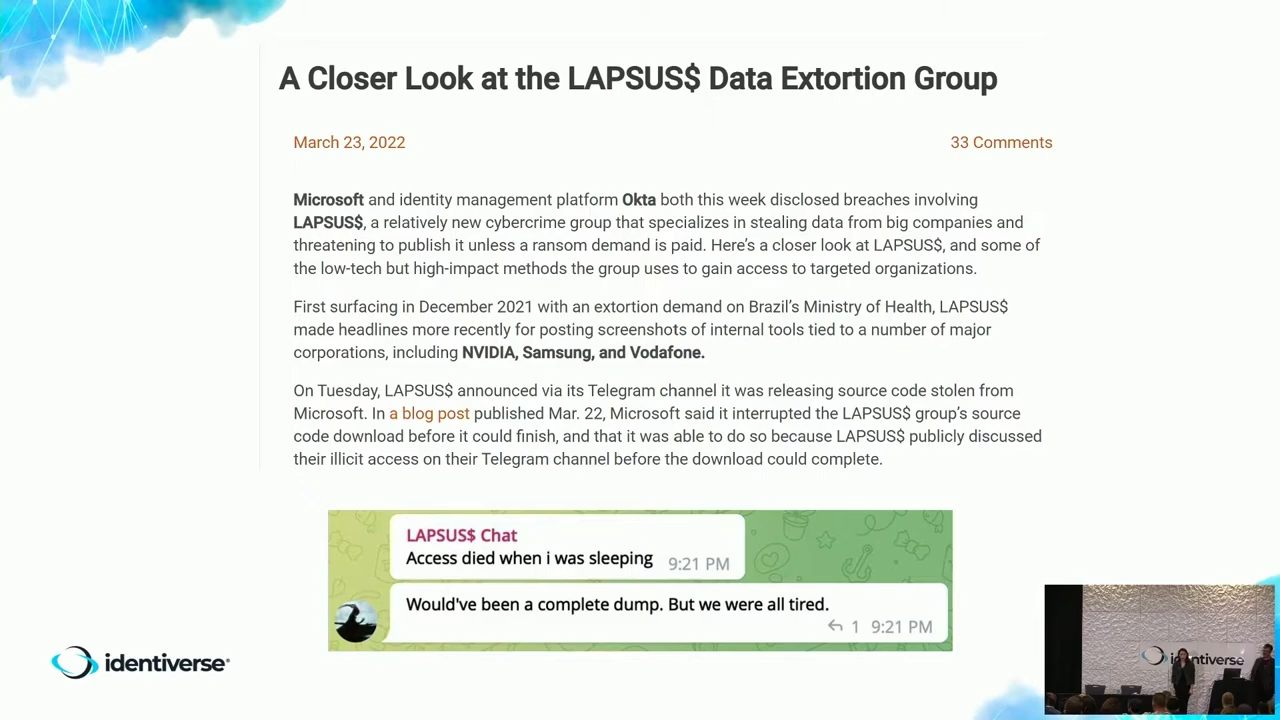 A Closer Look at the LAPSUS$ Data Extortion Group
March 23, 2022
33 Comments
Microsoft and identity management platform Okta both this week disclosed breaches involving
LAPSUS$, a relatively new cybercrime group that specializes in stealing data from big companies and
threatening to publish it unless a ransom demand is paid. Here's a closer look at LAPSUS$, and some of
the low-tech but high-impact methods the group uses to gain access to targeted organizations.
First surfacing in December 2021 with an extortion demand on Brazil's Ministry of Health, LAPSUS$
made headlines more recently for posting screenshots of internal tools tied to a number of major
corporations, including NVIDIA, Samsung, and Vodafone.
On Tuesday, LAPSUS$ announced via its Telegram channel it was releasing source code stolen from
Microsoft. In a blog post published Mar. 22, Microsoft said it interrupted the LAPSUS$ group's source
code download before it could finish, and that it was able to do so because LAPSUS$ publicly discussed
their illicit access on their Telegram channel before the download could complete.
LAPSUS$ Chat
Access died when i was sleeping 9:21 PM
Would've been a complete dump. But we were all tired.
1 9:21 PM
identiverse®
identiverse